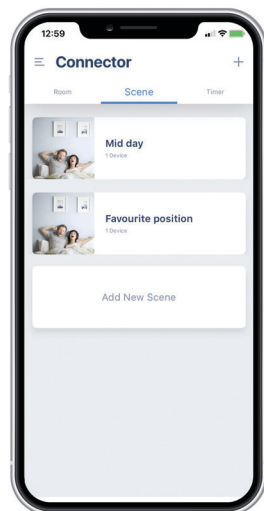 12:59
Connector
+
Room Scene Timer
Mid day
1 Device
Favourite position
1 Device
Add New Scene